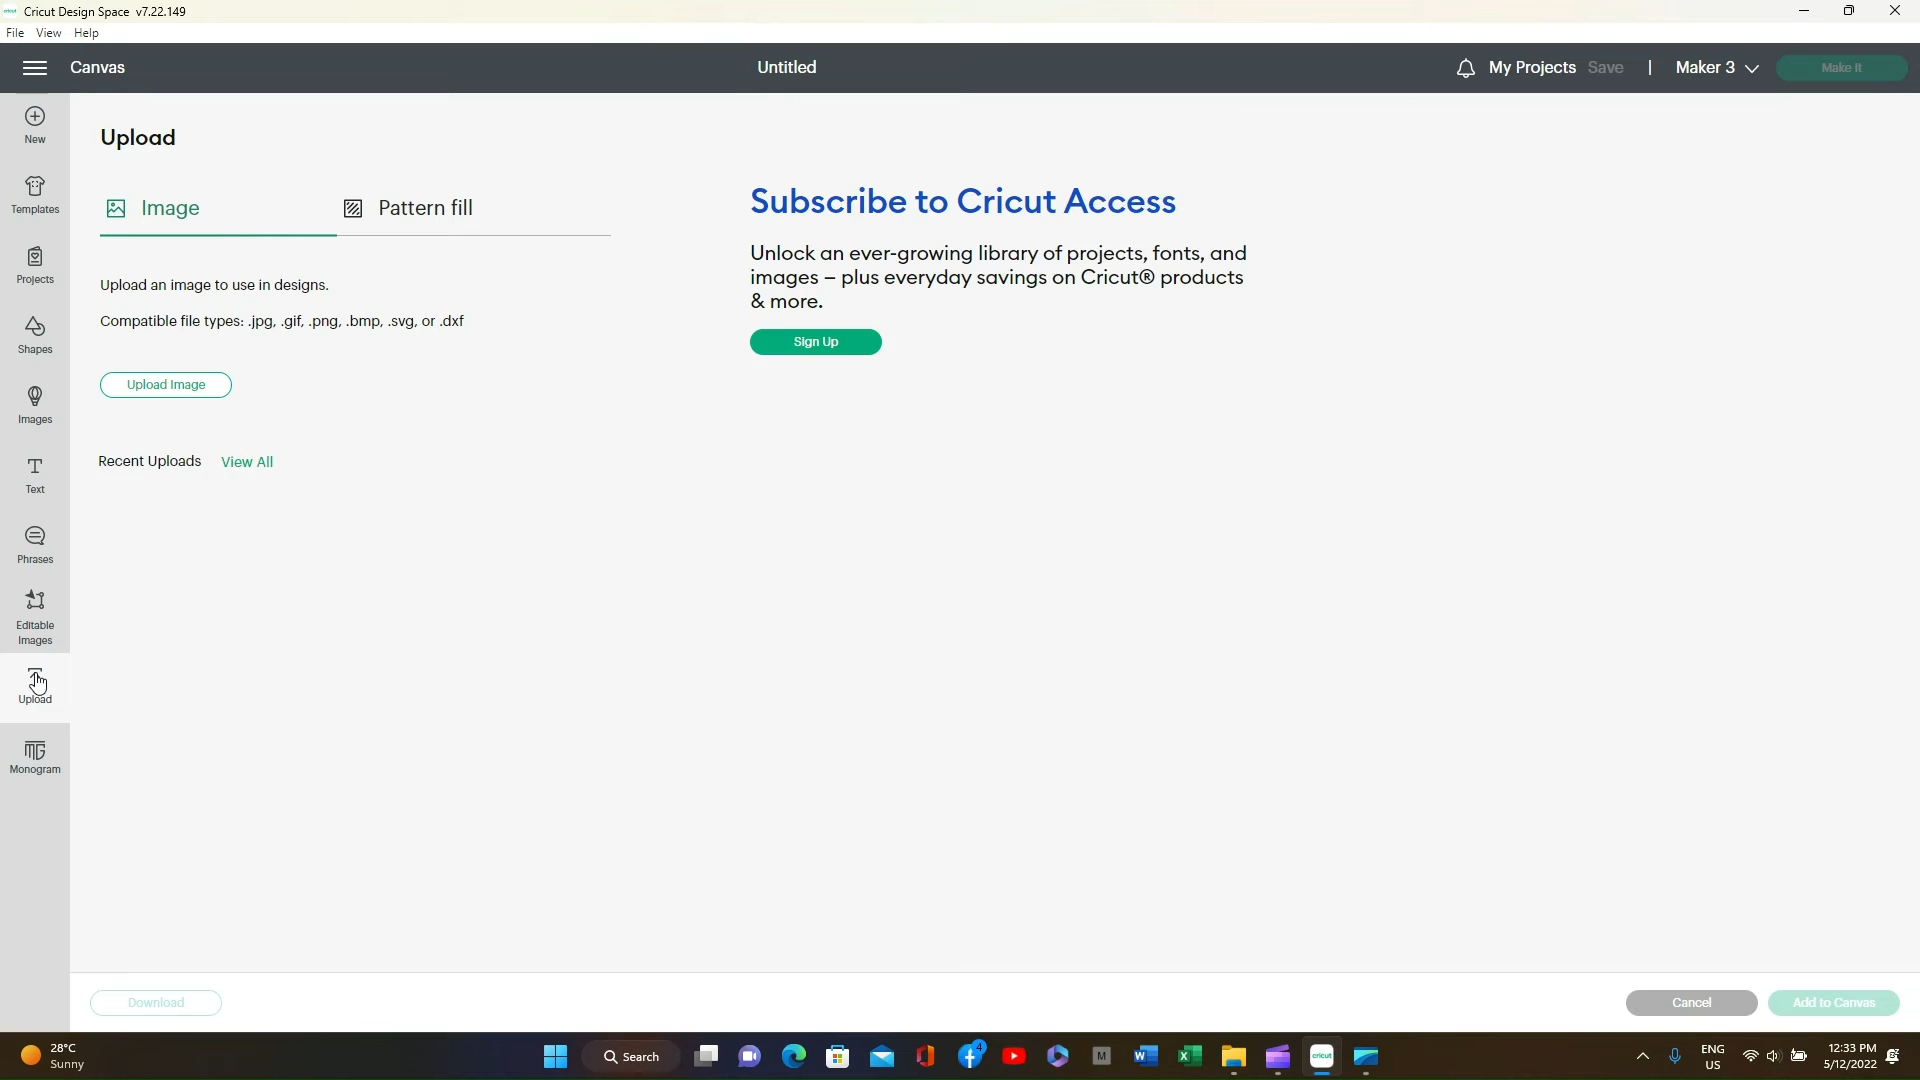 cricut Cricut Design Space v7.22.149
File View Help
Canvas Untitled My Projects Save | Maker 3 Make It
New
Templates
Projects
Shapes
Images
Text
Phrases
Editable
Images
Upload
Monogram
Upload
Image Pattern fill
Upload an image to use in designs.
Compatible file types: .jpg, .gif, .png, .bmp, .svg, or .dxf
Upload Image
Recent Uploads View All
Subscribe to Cricut Access
Unlock an ever-growing library of projects, fonts, and
images – plus everyday savings on Cricut® products
& more.
Sign Up
Download Cancel Add to Canvas
28°C
Sunny
Search
4
M
cricut
ENG
US
12:33 PM
5/12/2022